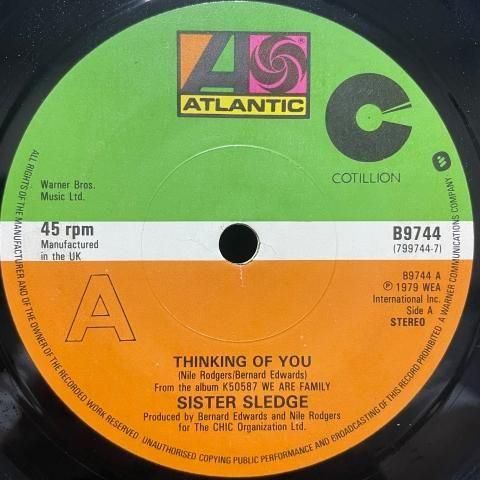 ATLANTIC
COTILLION
Warner Bros.
Music Ltd.
45 rpm
Manufactured
in the UK
B9744
(799744-7)
B9744 A
℗ 1979 WEA
International Inc.
Side A
STEREO
A
THINKING OF YOU
(Nile Rodgers/Bernard Edwards)
From the album K50587 WE ARE FAMILY
SISTER SLEDGE
Produced by Bernard Edwards and Nile Rodgers
for The CHIC Organization Ltd.
ALL RIGHTS OF THE MANUFACTURER AND OF THE OWNER OF THE RECORDED WORK RESERVED UNAUTHORISED COPYING PUBLIC PERFORMANCE AND BROADCASTING OF THIS RECORD PROHIBITED A WARNER COMMUNICATIONS COMPANY